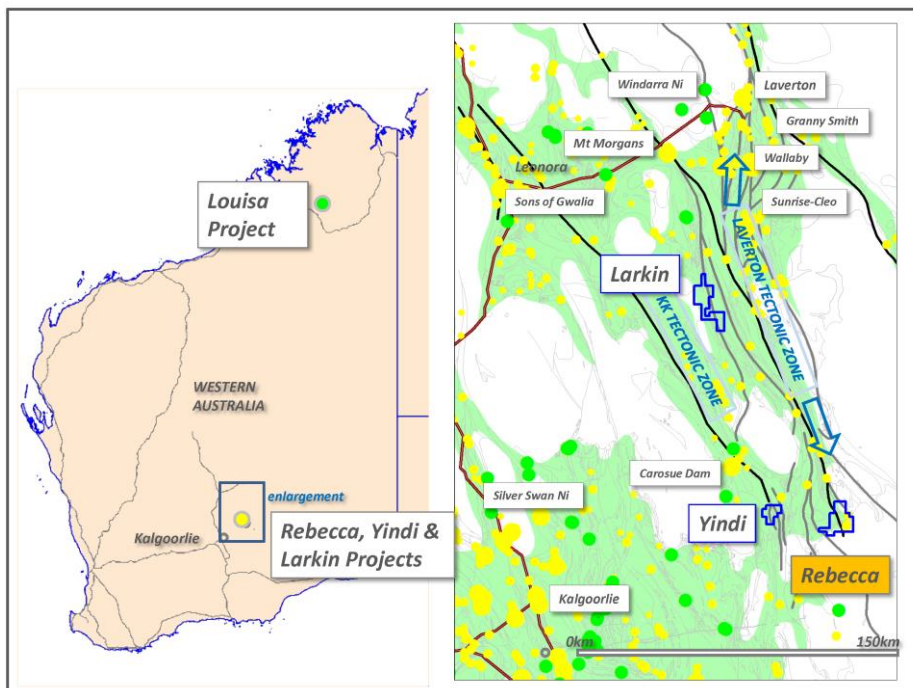 Louisa
Project
WESTERN
AUSTRALIA
enlargement
Kalgoorlie
Rebecca, Yindi &
Larkin Projects
Windarra Ni
Laverton
Granny Smith
Mt Morgans
Leonora
Wallaby
Sons of Gwalia
Sunrise-Cleo
Larkin
KK TECTONIC ZONE
LAVERTON TECTONIC ZONE
Carosue Dam
Silver Swan Ni
Yindi
Rebecca
Kalgoorlie
0km
150km